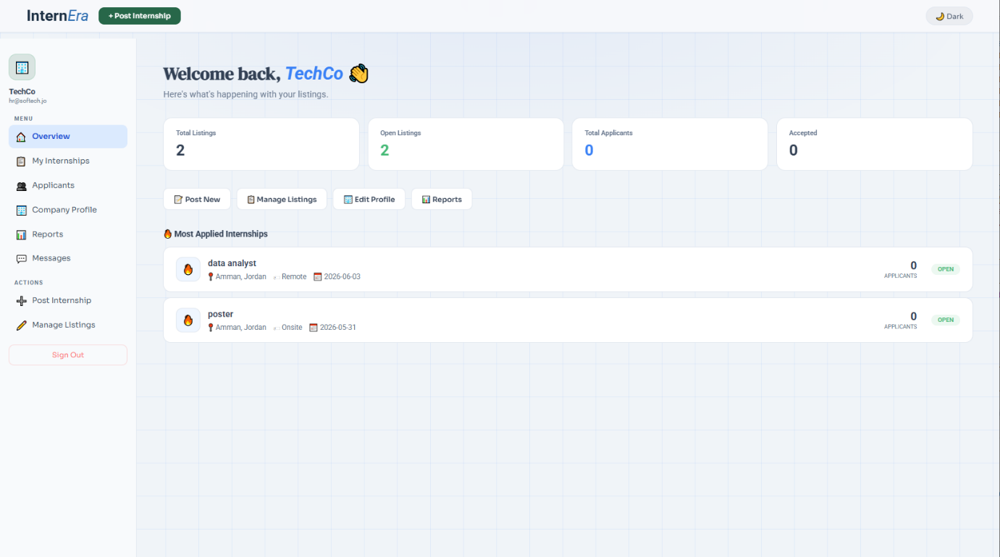 InternEra
+ Post Internship
Dark
TechCo
hr@softech.jo
MENU
Overview
My Internships
Applicants
Company Profile
Reports
Messages
ACTIONS
Post Internship
Manage Listings
Sign Out
Welcome back, TechCo
Here's what's happening with your listings.
Total Listings
2
Open Listings
2
Total Applicants
0
Accepted
0
Post New
Manage Listings
Edit Profile
Reports
Most Applied Internships
data analyst
Amman, Jordan Remote 2026-06-03
0
APPLICANTS
OPEN
poster
Amman, Jordan Onsite 2026-05-31
0
APPLICANTS
OPEN